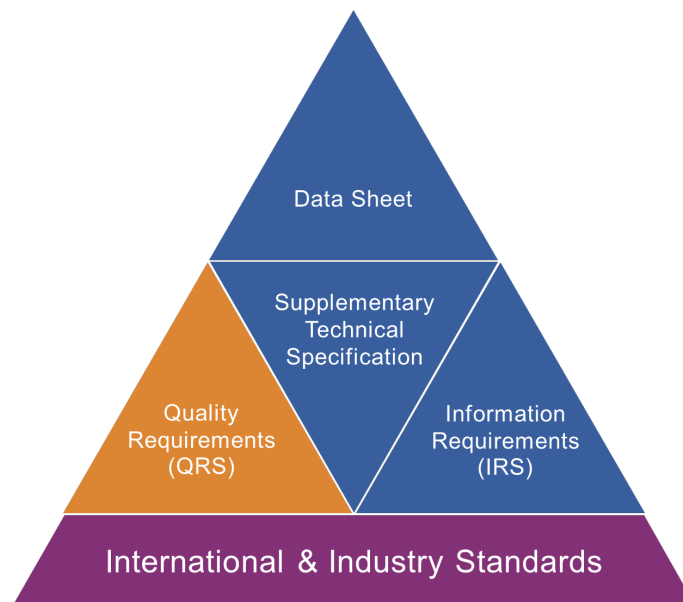 Data Sheet
Supplementary
Technical
Specification
Quality
Requirements
(QRS)
Information
Requirements
(IRS)
International & Industry Standards